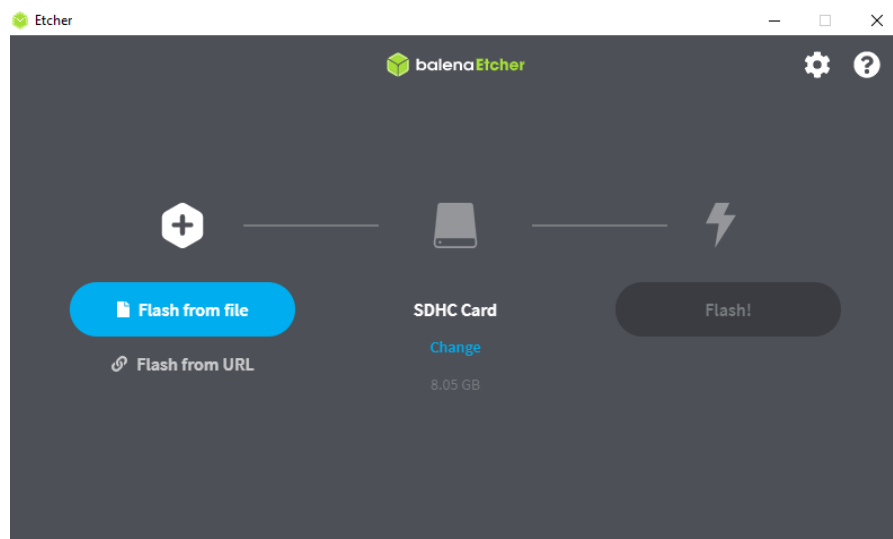 Etcher
balenaEtcher
Flash from file
Flash from URL
SDHC Card
Change
8.05 GB
Flash!